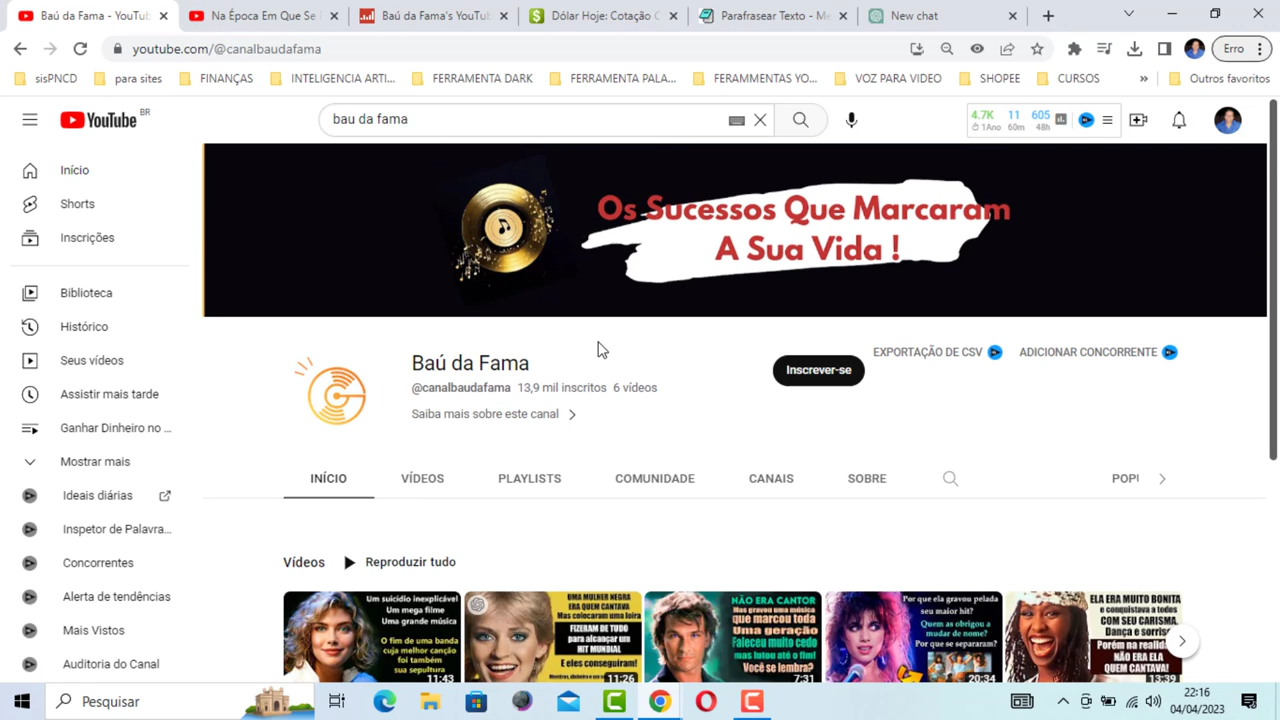 Baú da Fama - YouTu
Na Época Em Que Se
Baú da Fama's YouTub
Dólar Hoje: Cotação C
Parafrasear Texto - Me
New chat
youtube.com/@canalbaudafama
Erro
sisPNCD
para sites
FINANÇAS
INTELIGENCIA ARTI...
FERRAMENTA DARK
FERRAMENTA PALA...
FERAMMENTAS YO...
VOZ PARA VIDEO
SHOPEE
CURSOS
»
Outros favoritos
YouTube BR
baú da fama
4.7K 11 605
1Ano 60m 48h
Início
Shorts
Inscrições
Biblioteca
Histórico
Seus vídeos
Assistir mais tarde
Ganhar Dinheiro no ...
Mostrar mais
Ideais diárias
Inspetor de Palavra...
Concorrentes
Alerta de tendências
Mais Vistos
Auditoria do Canal
Os Sucessos Que Marcaram
A Sua Vida !
Baú da Fama
@canalbaudafama 13,9 mil inscritos 6 vídeos
Saiba mais sobre este canal
Inscrever-se
EXPORTAÇÃO DE CSV
ADICIONAR CONCORRENTE
INÍCIO
VÍDEOS
PLAYLISTS
COMUNIDADE
CANAIS
SOBRE
POPI
Vídeos
Reproduzir tudo
Um suicídio inexplicável
Um mega filme
Uma grande música
O fim de uma banda
cuja melhor canção
foi também
sua sepultura
11:43
UMA MULHER NEGRA
ERA QUEM CANTAVA
Mas colocaram uma loira
FIZERAM DE TUDO
para alcançar um
HIT MUNDIAL
E eles conseguiram!
11:26
NÃO ERA CANTOR
Mas gravou uma música
que marcou toda
Uma geração
Faleceu muito cedo
mas lutou até o fim!
Você se lembra?
7:31
Por que ela gravou pelada
seu maior hit?
Quem as obrigou a
mudar de nome?
Por que se separaram?
20:34
ELA ERA MUITO BONITA
e conquistava a todos
COM SEU CARISMA.
Dança e sorriso
Porém na realidade
NÃO ERA ELA
QUEM CANTAVA
13:39
Pesquisar
22:16
04/04/2023